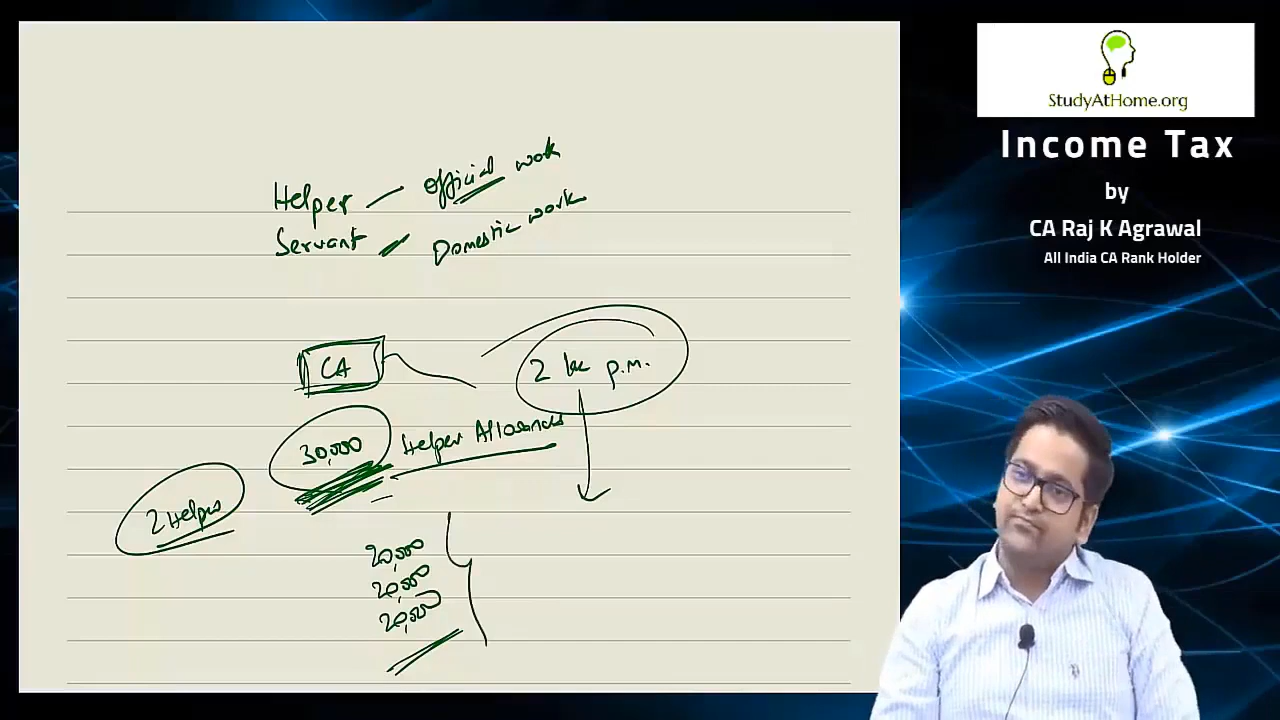 Helper — official work
Servant — Domestic work
CA
2 lac p.m.
30,000 Helper Allowance
2 Helper
20,000
20,000
20,000
StudyAtHome.org
Income Tax
by
CA Raj K Agrawal
All India CA Rank Holder